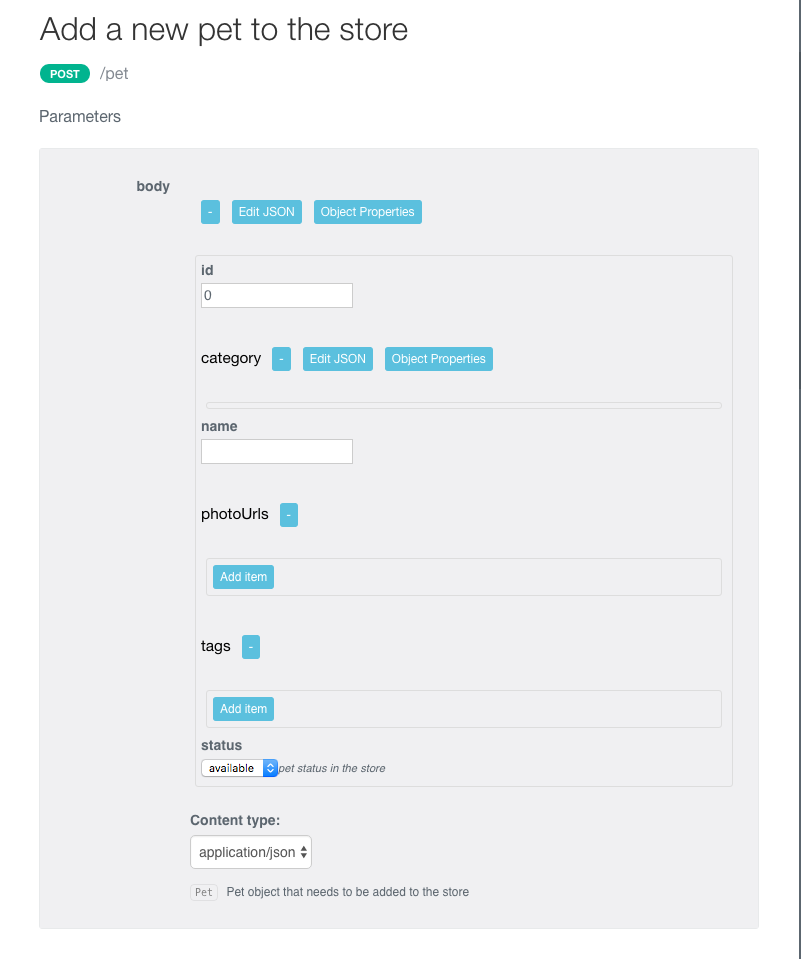 Add a new pet to the store
POST /pet
Parameters
body
- Edit JSON Object Properties
id
0
category - Edit JSON Object Properties
name
photoUrls -
Add item
tags -
Add item
status
available pet status in the store
Content type:
application/json
Pet Pet object that needs to be added to the store